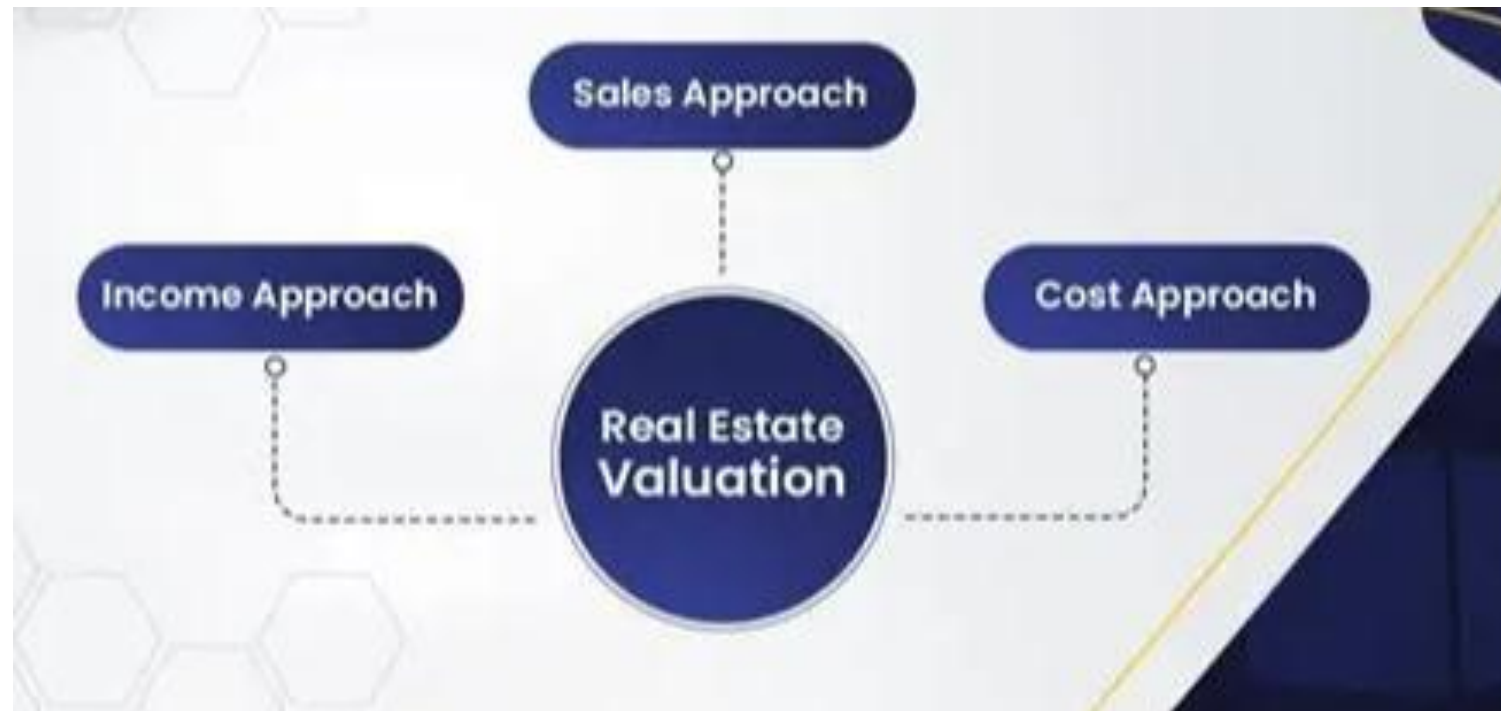 Sales Approach
Income Approach
Cost Approach
Real Estate
Valuation